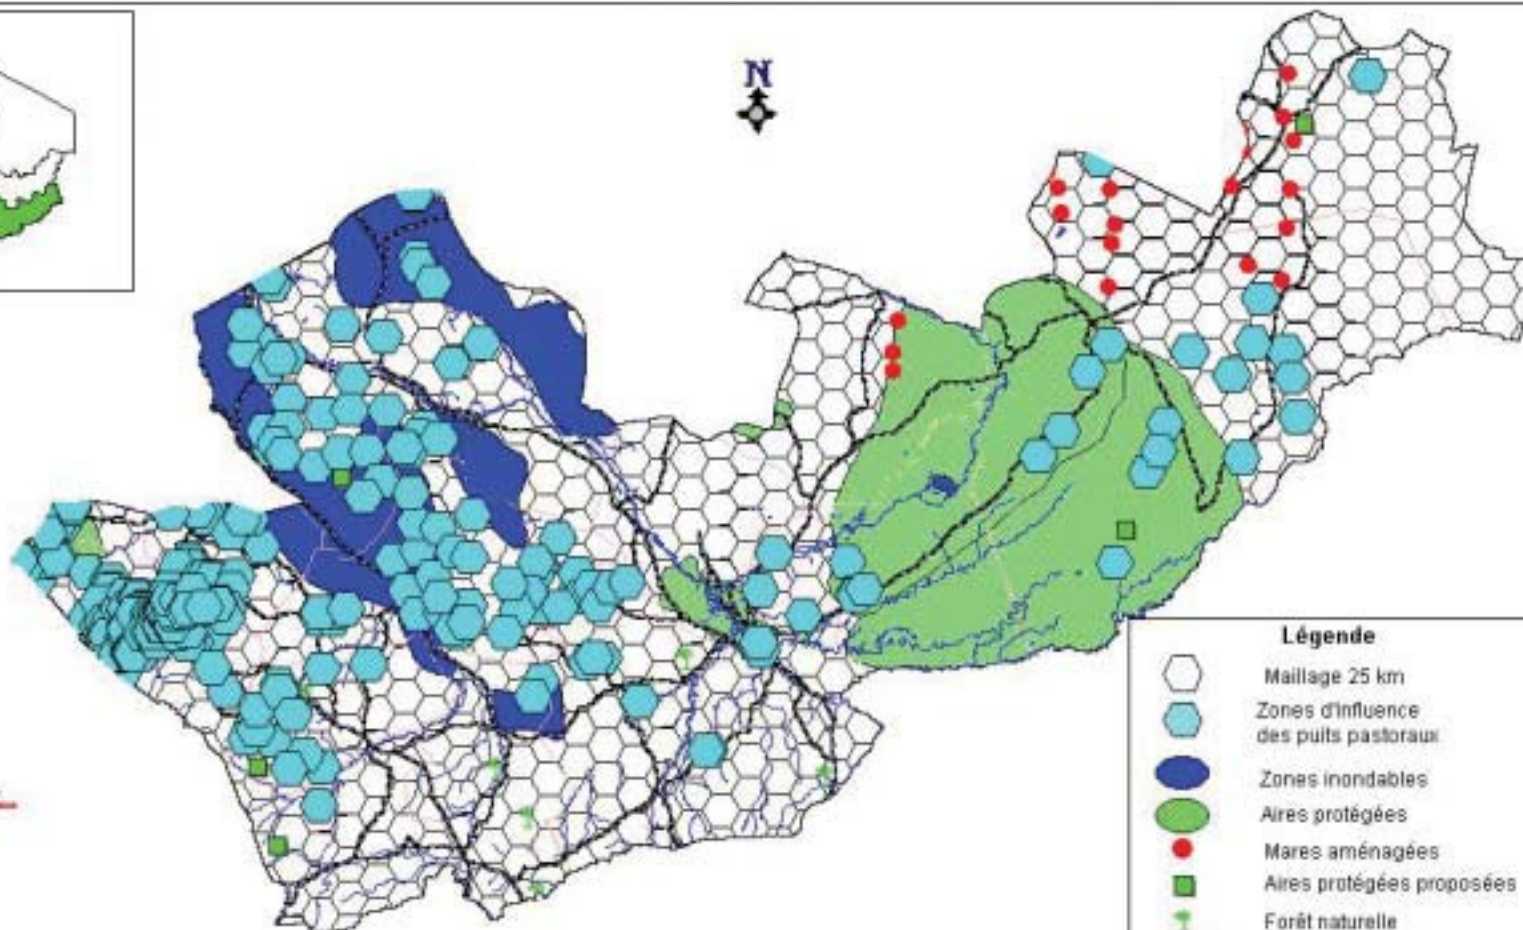 N
Légende
Maillage 25 km
Zones d'influence
des puits pastoraux
Zones inondables
Aires protégées
Mares aménagées
Aires protégées proposées
Forêt naturelle